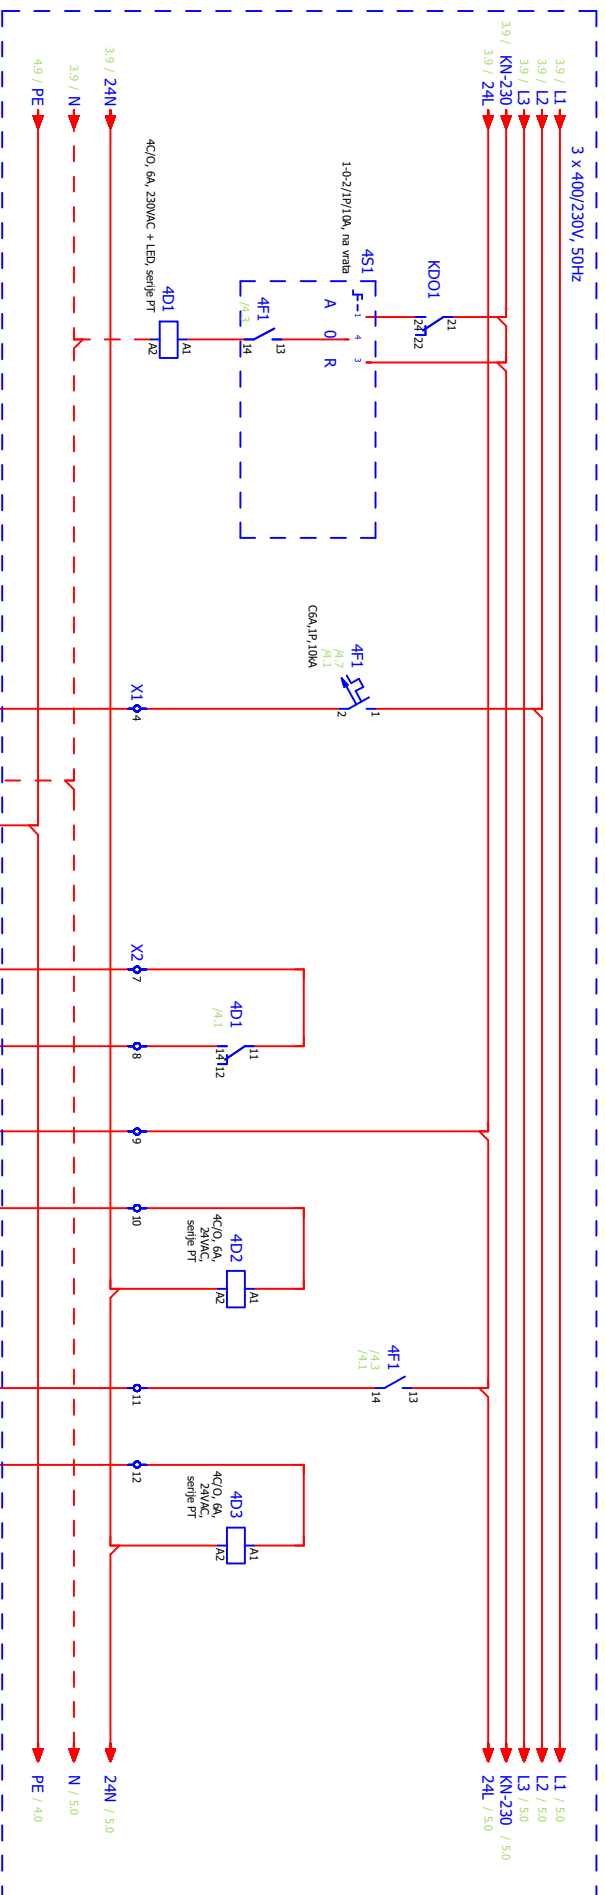 3 x 400/230V, 50Hz
3.9 / L1
3.9 / L2
3.9 / L3
3.9 / KN-230
3.9 / 24L
3.9 / 24N
3.9 / N
4.9 / PE
KDO1
21
22
24
4S1
1-0-2/1P/10A, na vrata
1
4
3
A
0
R
4F1
/4.3
13
14
4D1
4C/O, 6A, 230VAC + LED, serije PT
A1
A2
4F1
/4.7
/4.1
C6A,1P,10kA
1
2
X1
4
X2
7
8
9
10
11
12
4D1
/4.1
11
12
14
4D2
4C/O, 6A,
24VAC,
serije PT
A1
A2
4F1
/4.3
/4.1
13
14
4D3
4C/O, 6A,
24VAC,
serije PT
A1
A2
L1 / 5.0
L2 / 5.0
L3 / 5.0
KN-230 / 5.0
24L / 5.0
24N / 5.0
N / 5.0
PE / 4.0